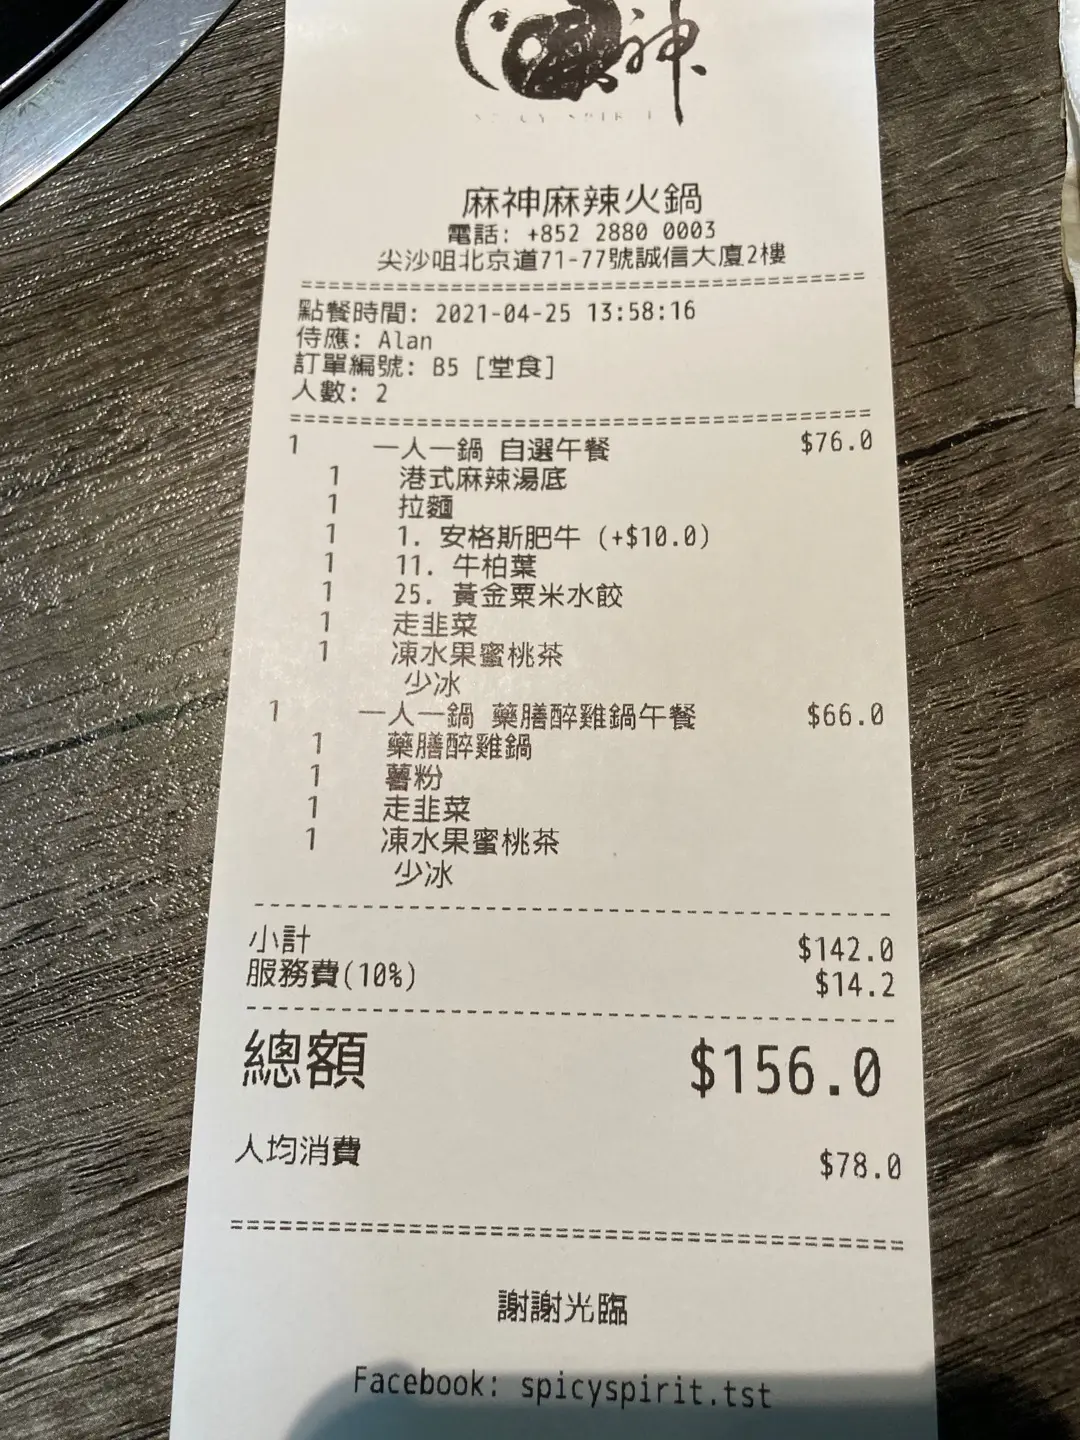 神
SPICY SPIRIT
麻神麻辣火鍋
電話: +852 2880 0003
尖沙咀北京道71-77號誠信大廈2樓
點餐時間: 2021-04-25 13:58:16
侍應: Alan
訂單編號: B5 [堂食]
人數: 2
1 一人一鍋 自選午餐 $76.0
1 港式麻辣湯底
1 拉麵
1 1. 安格斯肥牛 (+$10.0)
1 11. 牛柏葉
1 25. 黃金粟米水餃
1 走韭菜
1 凍水果蜜桃茶
少冰
1 一人一鍋 藥膳醉雞鍋午餐 $66.0
1 藥膳醉雞鍋
1 薯粉
1 走韭菜
1 凍水果蜜桃茶
少冰
小計 $142.0
服務費(10%) $14.2
總額 $156.0
人均消費 $78.0
謝謝光臨
Facebook: spicyspirit.tst